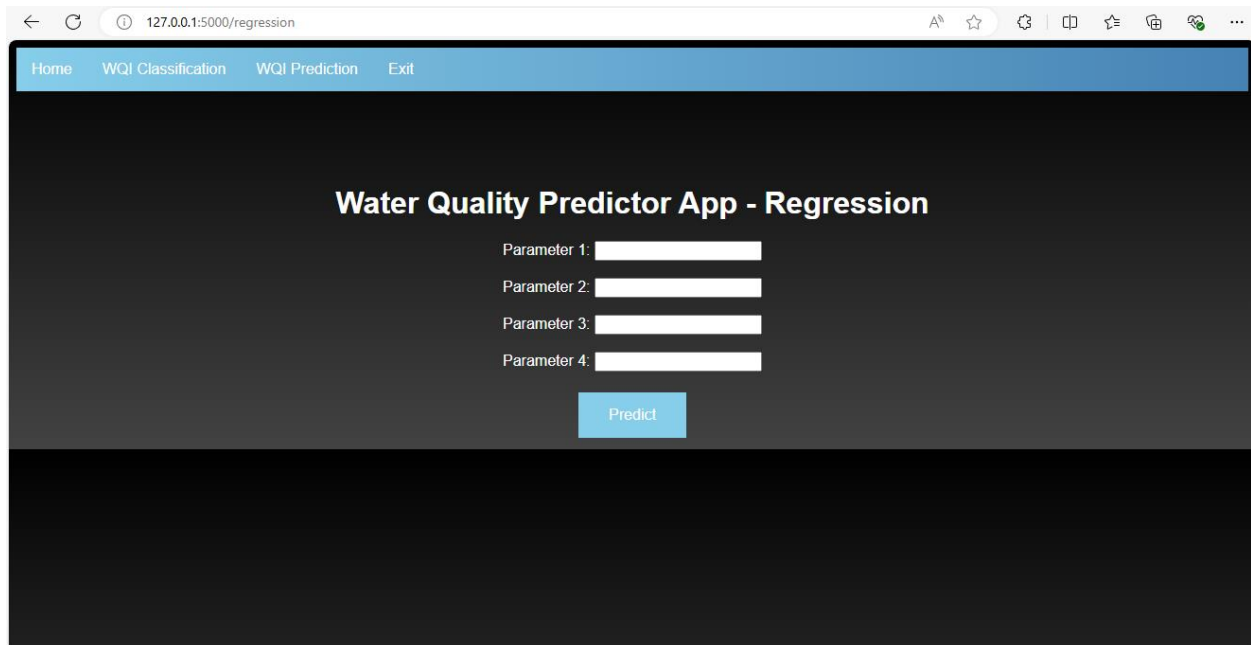 127.0.0.1:5000/regression
Home WQI Classification WQI Prediction Exit
Water Quality Predictor App - Regression
Parameter 1:
Parameter 2:
Parameter 3:
Parameter 4:
Predict